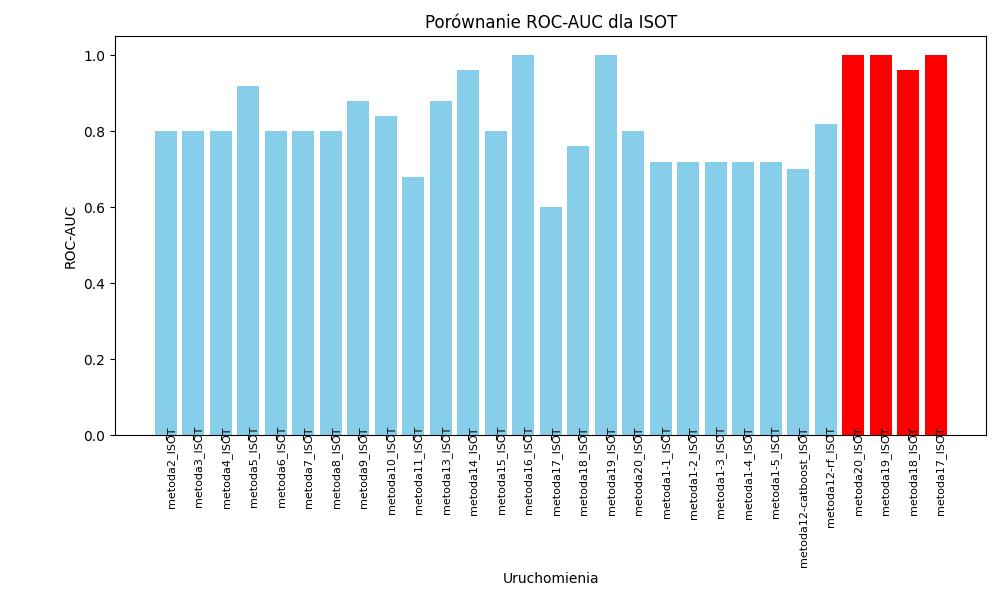 Porównanie ROC-AUC dla ISOT
ROC-AUC
1.0
0.8
0.6
0.4
0.2
0.0
metoda2_ISOT
metoda3_ISOT
metoda4_ISOT
metoda5_ISOT
metoda6_ISOT
metoda7_ISOT
metoda8_ISOT
metoda9_ISOT
metoda10_ISOT
metoda11_ISOT
metoda13_ISOT
metoda14_ISOT
metoda15_ISOT
metoda16_ISOT
metoda17_ISOT
metoda18_ISOT
metoda19_ISOT
metoda20_ISOT
metoda1-1_ISOT
metoda1-2_ISOT
metoda1-3_ISOT
metoda1-4_ISOT
metoda1-5_ISOT
metoda12-catboost_ISOT
metoda12-rf_ISOT
metoda20_ISOT
metoda19_ISOT
metoda18_ISOT
metoda17_ISOT
Uruchomienia